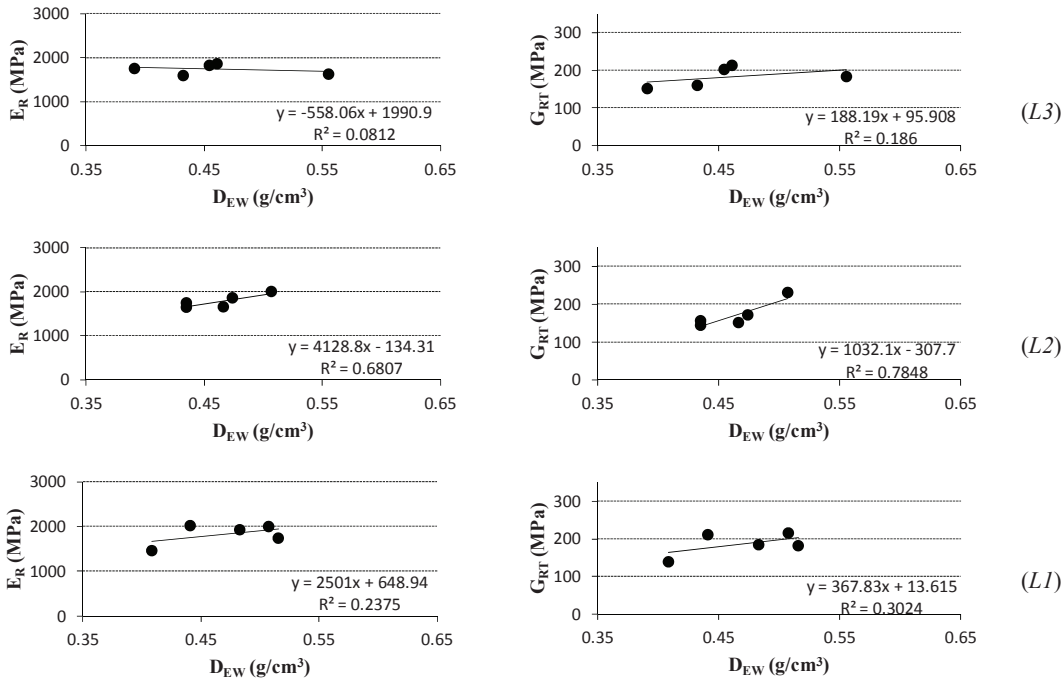 3000
2000
1000
0
E_R (MPa)
y = -558.06x + 1990.9
R² = 0.0812
0.35 0.45 0.55 0.65
D_EW (g/cm³)
300
200
100
0
G_RT (MPa)
y = 188.19x + 95.908
R² = 0.186
0.35 0.45 0.55 0.65
D_EW (g/cm³)
(L3)
3000
2000
1000
0
E_R (MPa)
y = 4128.8x - 134.31
R² = 0.6807
0.35 0.45 0.55 0.65
D_EW (g/cm³)
300
200
100
0
G_RT (MPa)
y = 1032.1x - 307.7
R² = 0.7848
0.35 0.45 0.55 0.65
D_EW (g/cm³)
(L2)
3000
2000
1000
0
E_R (MPa)
y = 2501x + 648.94
R² = 0.2375
0.35 0.45 0.55 0.65
D_EW (g/cm³)
300
200
100
0
G_RT (MPa)
y = 367.83x + 13.615
R² = 0.3024
0.35 0.45 0.55 0.65
D_EW (g/cm³)
(L1)